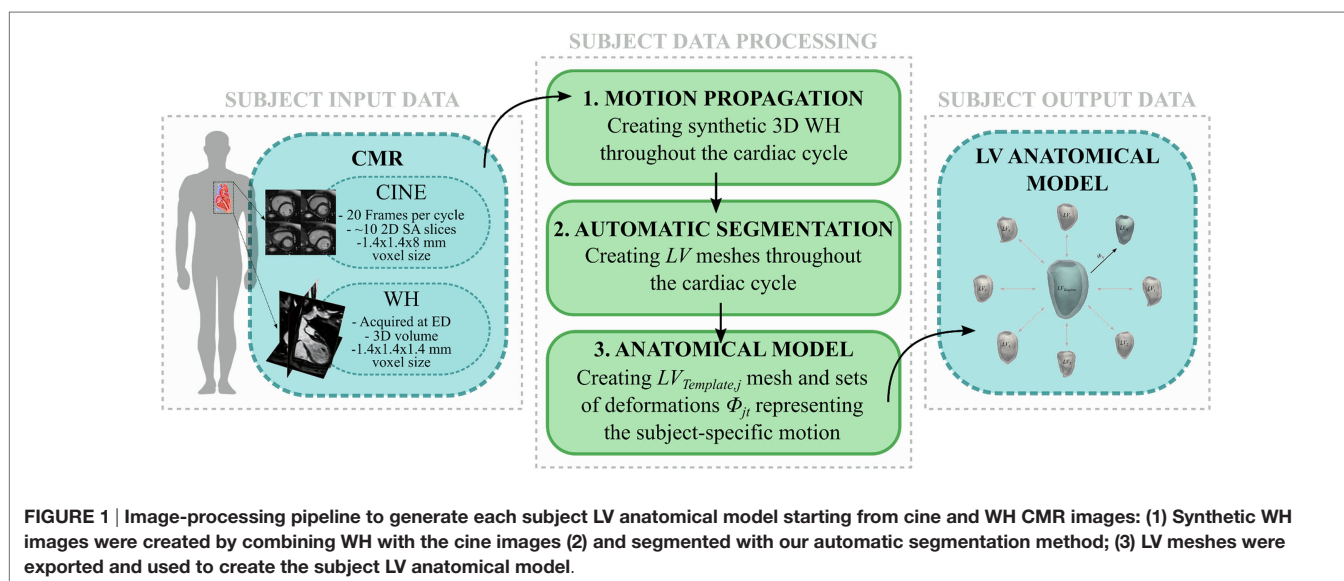 SUBJECT INPUT DATA
CMR
CINE
- 20 Frames per cycle
- ~10 2D SA slices
-1.4x1.4x8 mm
voxel size
WH
- Acquired at ED
- 3D volume
-1.4x1.4x1.4 mm
voxel size
SUBJECT DATA PROCESSING
1. MOTION PROPAGATION
Creating synthetic 3D WH
throughout the cardiac cycle
2. AUTOMATIC SEGMENTATION
Creating LV meshes throughout
the cardiac cycle
3. ANATOMICAL MODEL
Creating LV_Template,j mesh and sets
of deformations Φ_jt representing
the subject-specific motion
SUBJECT OUTPUT DATA
LV ANATOMICAL
MODEL
FIGURE 1 | Image-processing pipeline to generate each subject LV anatomical model starting from cine and WH CMR images: (1) Synthetic WH
images were created by combining WH with the cine images (2) and segmented with our automatic segmentation method; (3) LV meshes were
exported and used to create the subject LV anatomical model.